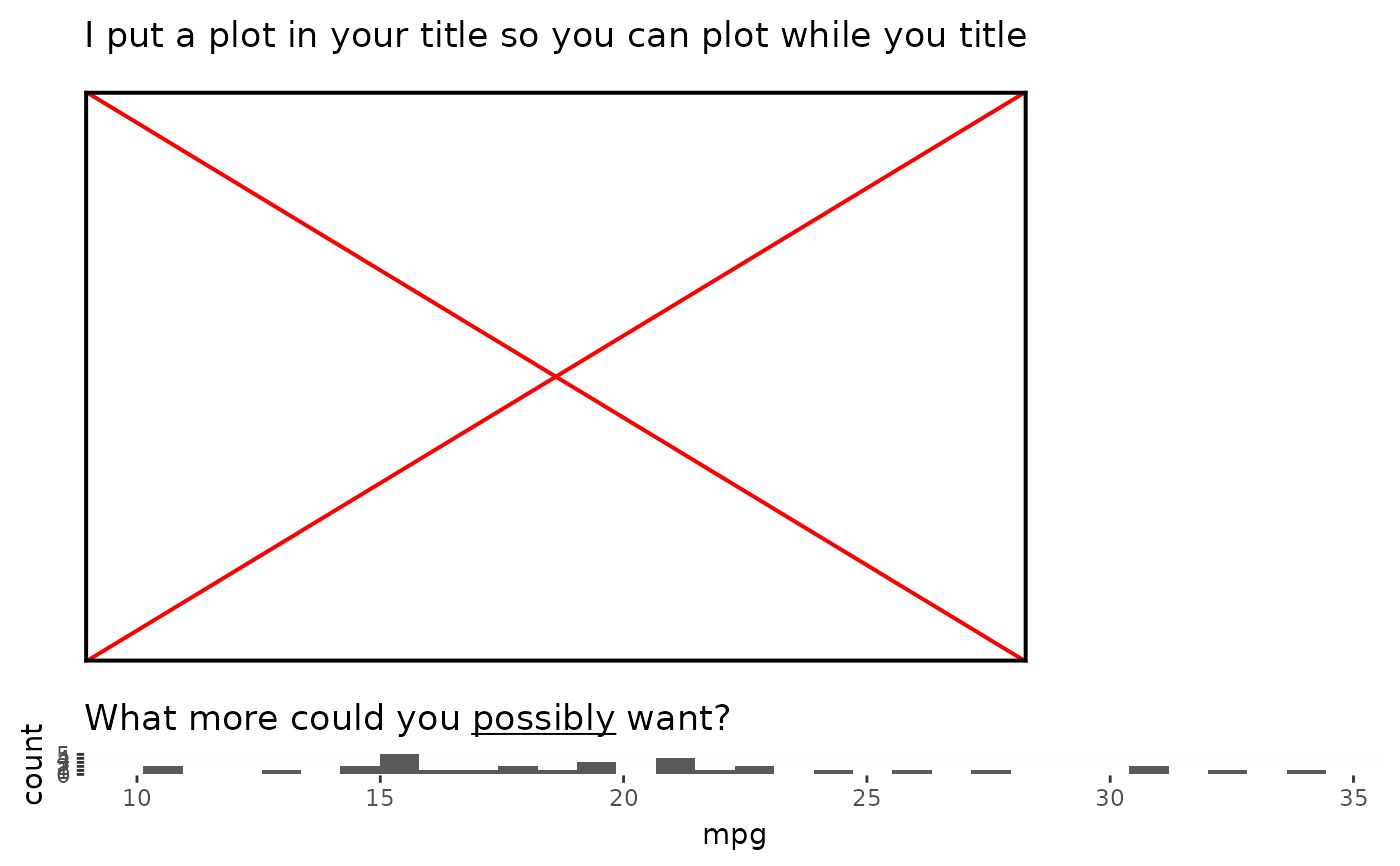 I put a plot in your title so you can plot while you title
What more could you possibly want?
count
10 15 20 25 30 35
mpg